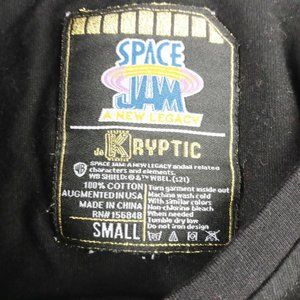 SPACE
JAM
A NEW LEGACY
de KRYPTIC
SPACE JAM: A NEW LEGACY and all related
characters and elements.
WB SHIELD: © & ™ WBEI. (s21)
100% COTTON
AUGMENTED IN USA
MADE IN CHINA
RN# 156848
SMALL
Turn garment inside out
Machine wash cold
With similar colors
Non-chlorine bleach
When needed
Tumble dry low
Do not iron design